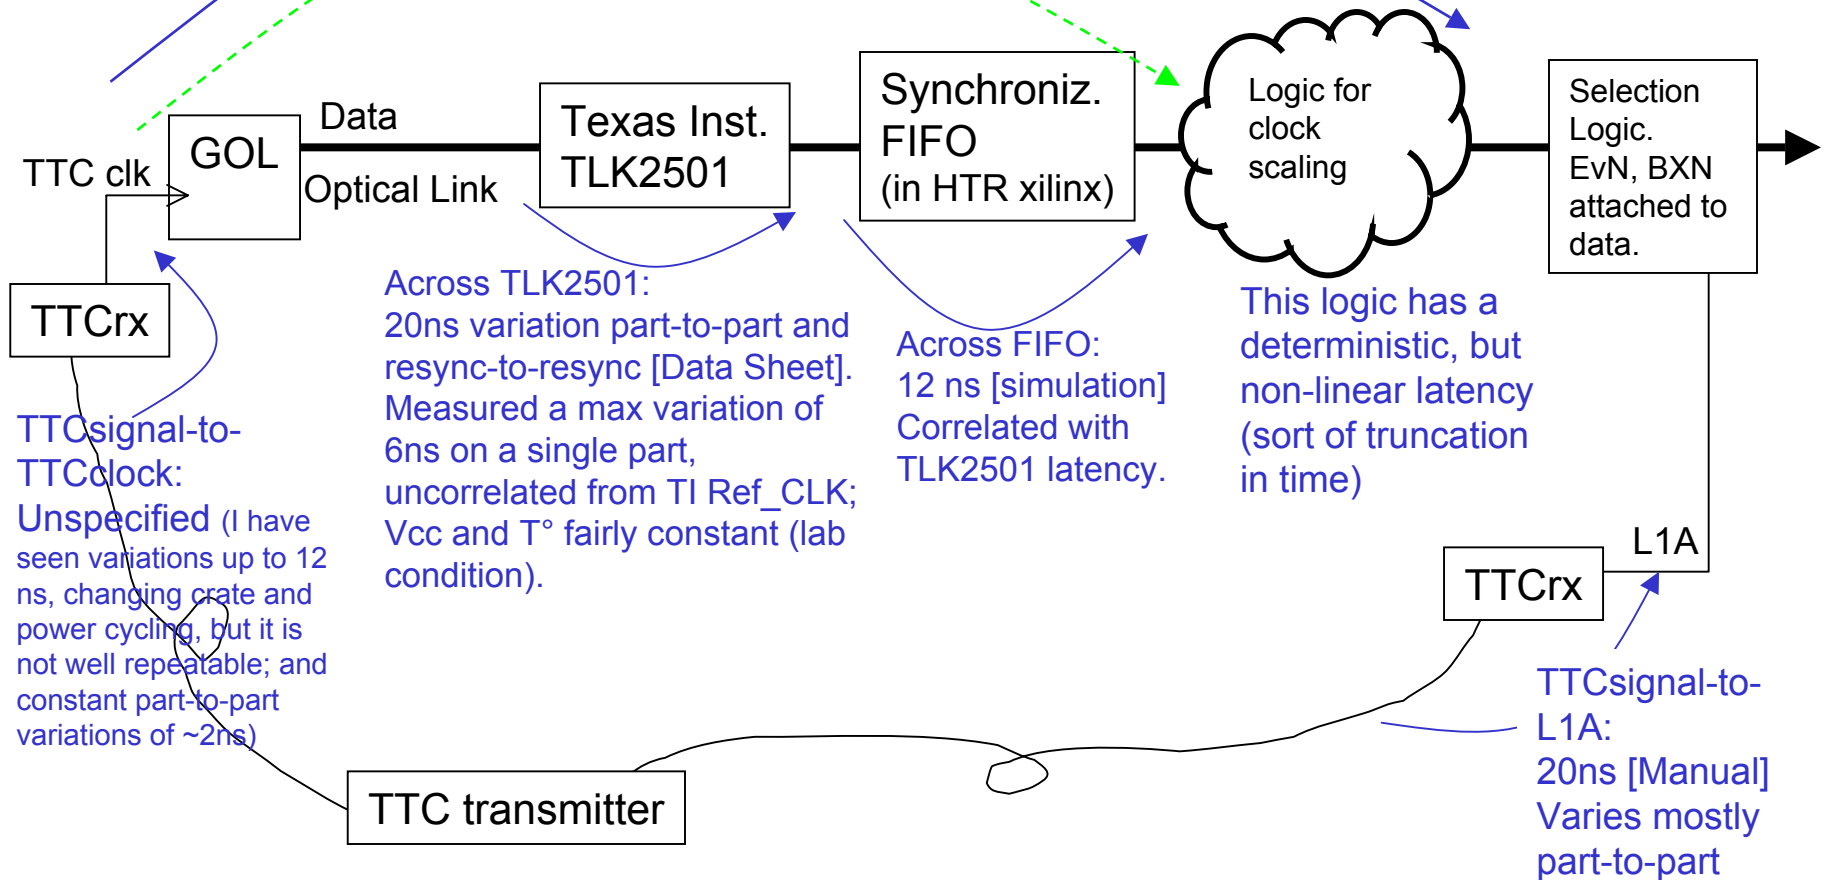 GOL
TTC clk
Data
Optical Link
Texas Inst.
TLK2501
Synchroniz.
FIFO
(in HTR xilinx)
Logic for
clock
scaling
Selection
Logic.
EvN, BXN
attached to
data.
TTCrx
Across TLK2501:
20ns variation part-to-part and
resync-to-resync [Data Sheet].
Measured a max variation of
6ns on a single part,
uncorrelated from TI Ref_CLK;
Vcc and T° fairly constant (lab
condition).
Across FIFO:
12 ns [simulation]
Correlated with
TLK2501 latency.
This logic has a
deterministic, but
non-linear latency
(sort of truncation
in time)
TTCsignal-to-
TTCclock:
Unspecified (I have
seen variations up to 12
ns, changing crate and
power cycling, but it is
not well repeatable; and
constant part-to-part
variations of ~2ns)
L1A
TTCrx
TTCsignal-to-
L1A:
20ns [Manual]
Varies mostly
part-to-part
TTC transmitter